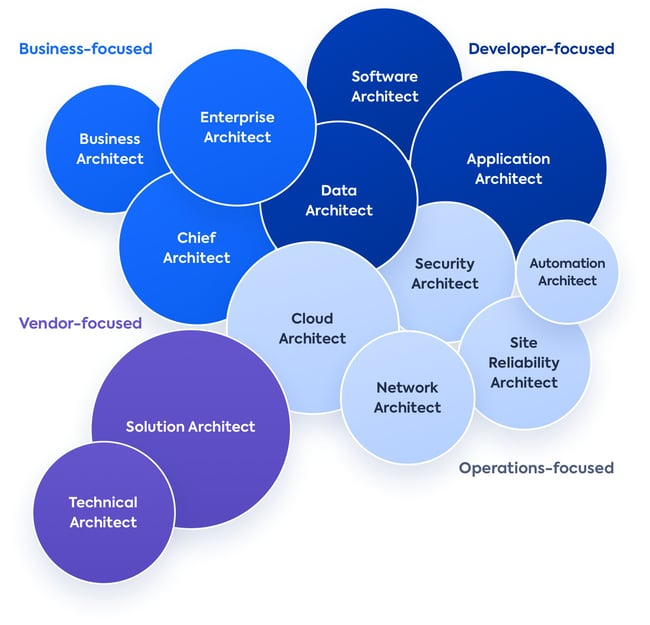 Business-focused
Developer-focused
Software
Architect
Enterprise
Architect
Business
Architect
Application
Architect
Data
Architect
Chief
Architect
Security
Architect
Automation
Architect
Vendor-focused
Cloud
Architect
Site
Reliability
Architect
Network
Architect
Solution Architect
Operations-focused
Technical
Architect